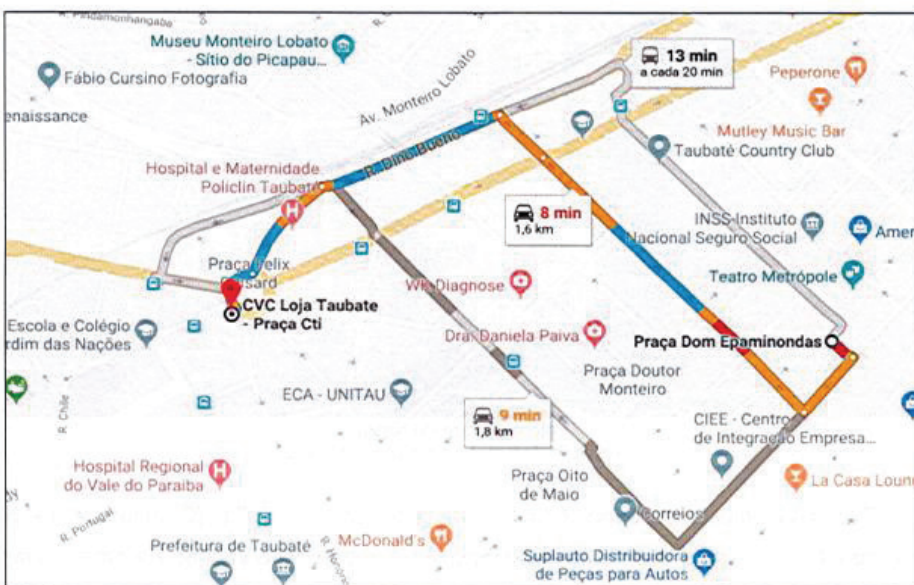 R. Pindamonhangaba
Museu Monteiro Lobato
- Sítio do Picapau...
Fábio Cursino Fotografia
enaissance
Av. Monteiro Lobato
R. Dino Bueno
13 min
a cada 20 min
Peperone
Mutley Music Bar
Taubaté Country Club
Hospital e Maternidade
Policlin Taubaté
8 min
1,6 km
INSS-Instituto
Nacional Seguro Social
Amer
Teatro Metrópole
Praça Felix
CVC Loja Taubate
- Praça Cti
Wk Diagnose
Escola e Colégio
rdim das Nações
Dra. Daniela Paiva
Praça Dom Epaminondas
Praça Doutor
Monteiro
ECA - UNITAU
R. Chile
9 min
1,8 km
CIEE - Centro
de Integração Empresa...
Hospital Regional
do Vale do Paraiba
Praça Oito
de Maio
La Casa Loun
R. Portugal
Correios
McDonald's
Prefeitura de Taubaté
Suplauto Distribuidora
de Peças para Autos